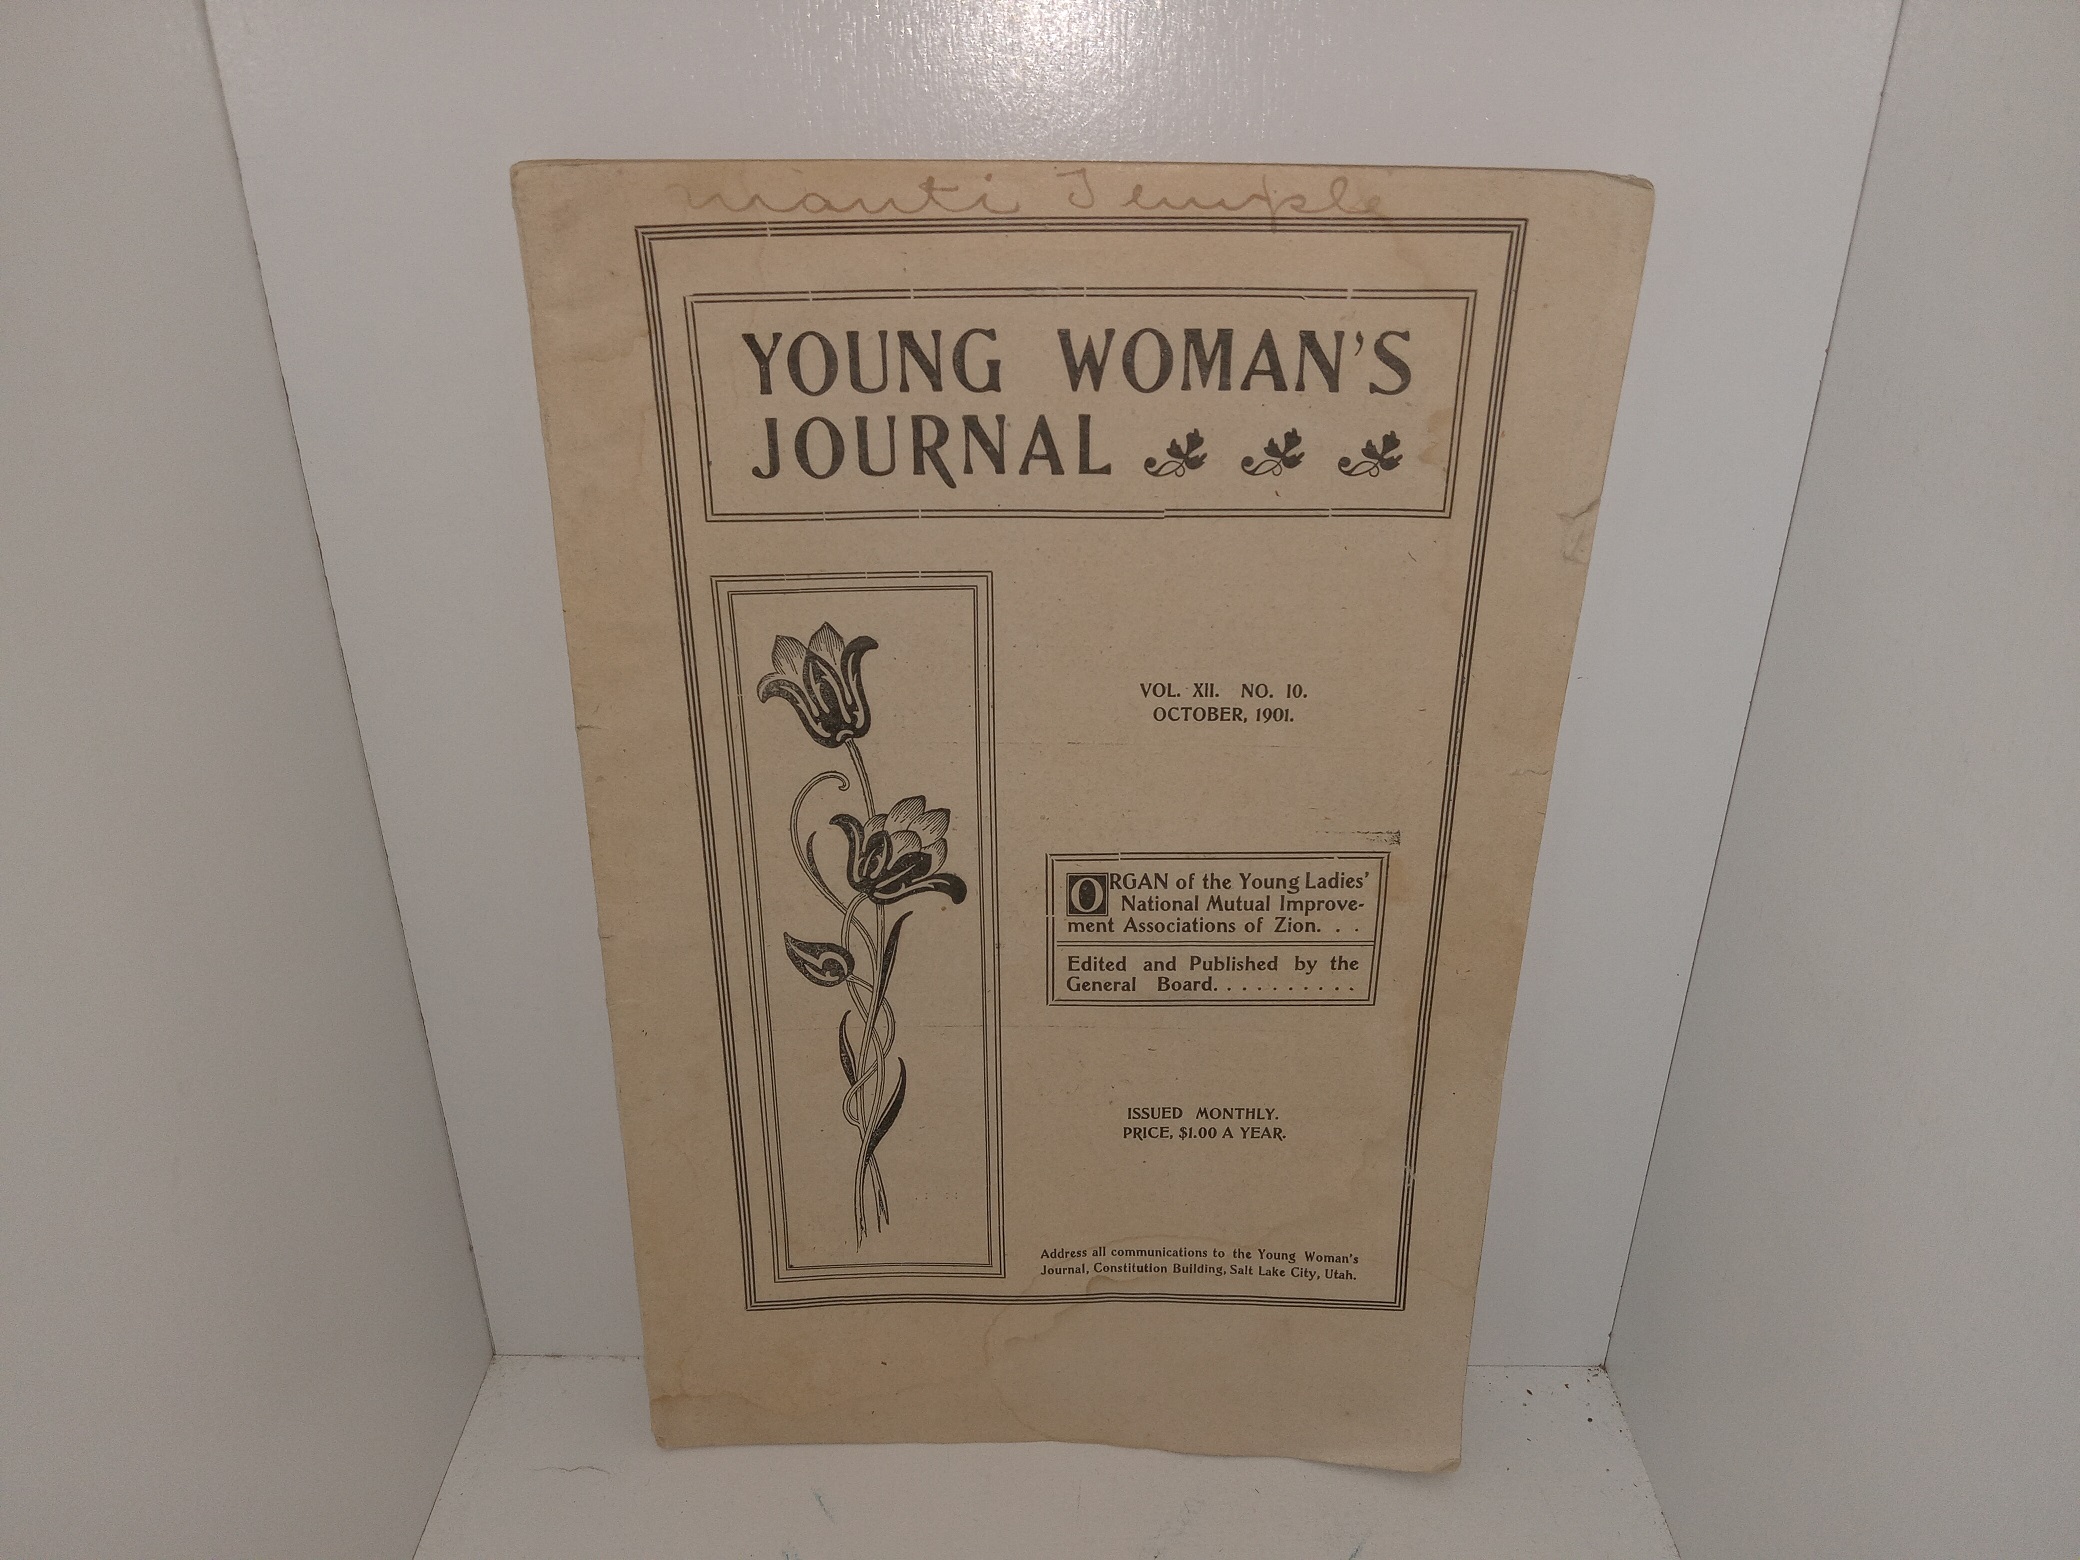 Manti Temple
YOUNG WOMAN'S
JOURNAL
VOL. XII. NO. 10.
OCTOBER, 1901.
ORGAN of the Young Ladies'
National Mutual Improve-
ment Associations of Zion. . .
Edited and Published by the
General Board. . . . . . . . . .
ISSUED MONTHLY.
PRICE, $1.00 A YEAR.
Address all communications to the Young Woman's
Journal, Constitution Building, Salt Lake City, Utah.